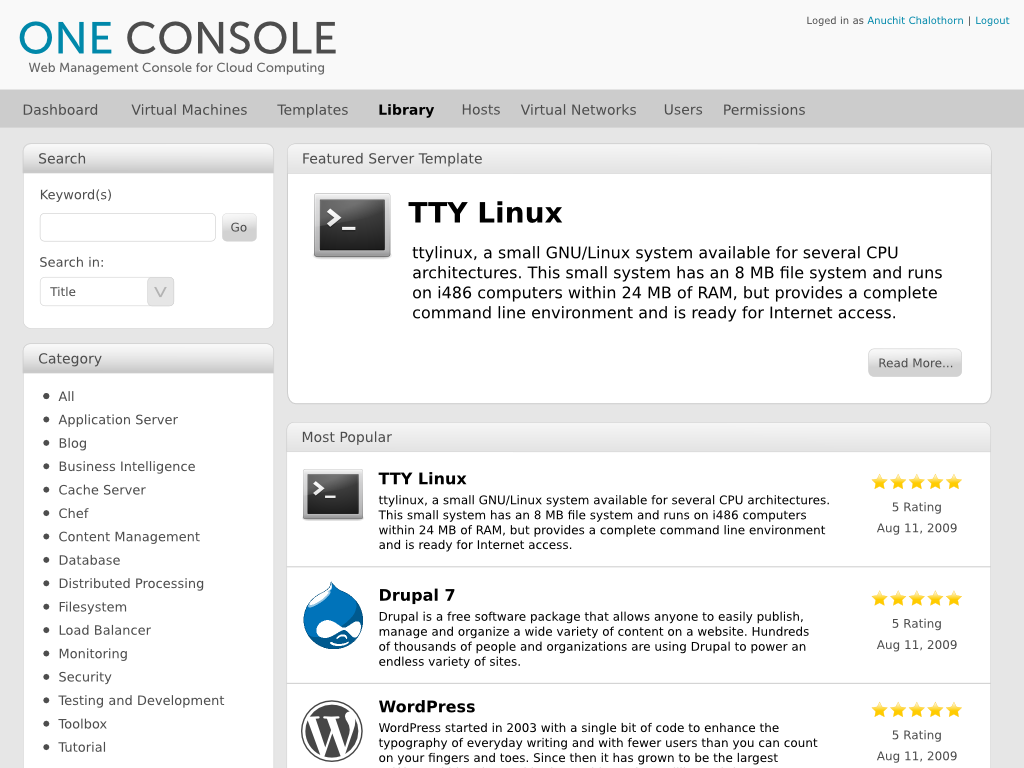 ONE CONSOLE
Web Management Console for Cloud Computing
Loged in as Anuchit Chalothorn | Logout
Dashboard Virtual Machines Templates Library Hosts Virtual Networks Users Permissions
Search
Keyword(s)
Go
Search in:
Title V
Category
All
Application Server
Blog
Business Intelligence
Cache Server
Chef
Content Management
Database
Distributed Processing
Filesystem
Load Balancer
Monitoring
Security
Testing and Development
Toolbox
Tutorial
Featured Server Template
TTY Linux
ttylinux, a small GNU/Linux system available for several CPU
architectures. This small system has an 8 MB file system and runs
on i486 computers within 24 MB of RAM, but provides a complete
command line environment and is ready for Internet access.
Read More...
Most Popular
TTY Linux
ttylinux, a small GNU/Linux system available for several CPU architectures.
This small system has an 8 MB file system and runs on i486 computers
within 24 MB of RAM, but provides a complete command line environment
and is ready for Internet access.
5 Rating
Aug 11, 2009
Drupal 7
Drupal is a free software package that allows anyone to easily publish,
manage and organize a wide variety of content on a website. Hundreds
of thousands of people and organizations are using Drupal to power an
endless variety of sites.
5 Rating
Aug 11, 2009
WordPress
WordPress started in 2003 with a single bit of code to enhance the
typography of everyday writing and with fewer users than you can count
on your fingers and toes. Since then it has grown to be the largest
5 Rating
Aug 11, 2009